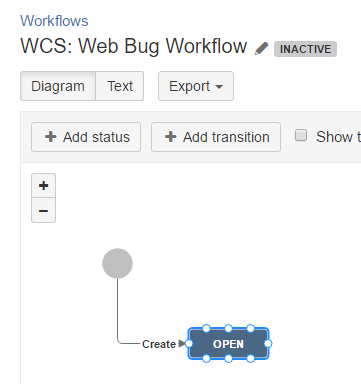 Workflows
WCS: Web Bug Workflow INACTIVE
Diagram Text Export
+ Add status + Add transition Show t
+
−
Create OPEN